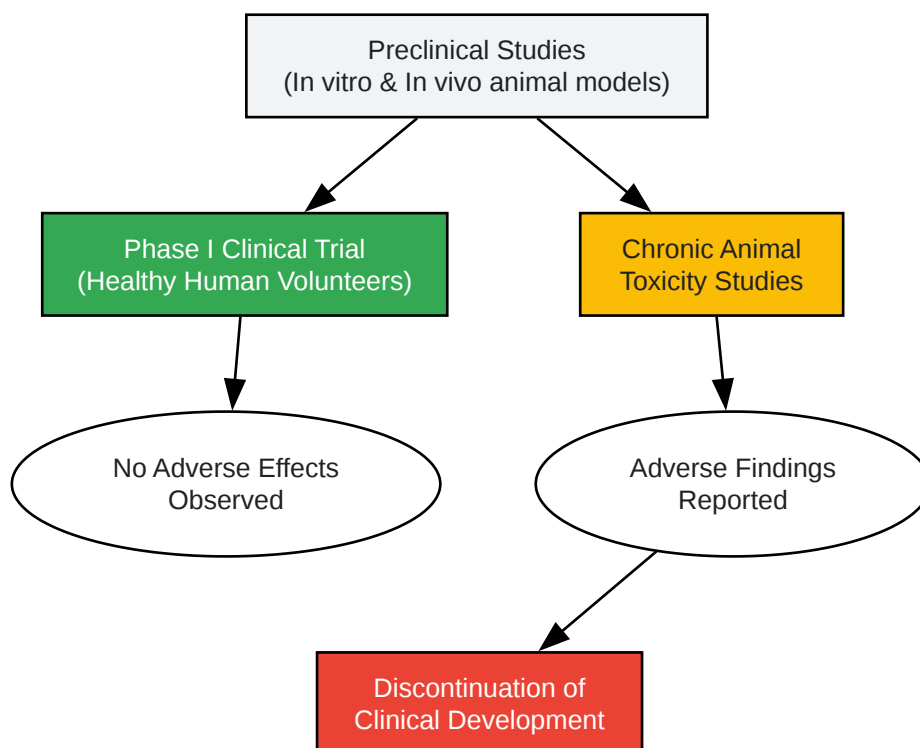 Preclinical Studies
(In vitro & In vivo animal models)
Phase I Clinical Trial
(Healthy Human Volunteers)
Chronic Animal
Toxicity Studies
No Adverse Effects
Observed
Adverse Findings
Reported
Discontinuation of
Clinical Development